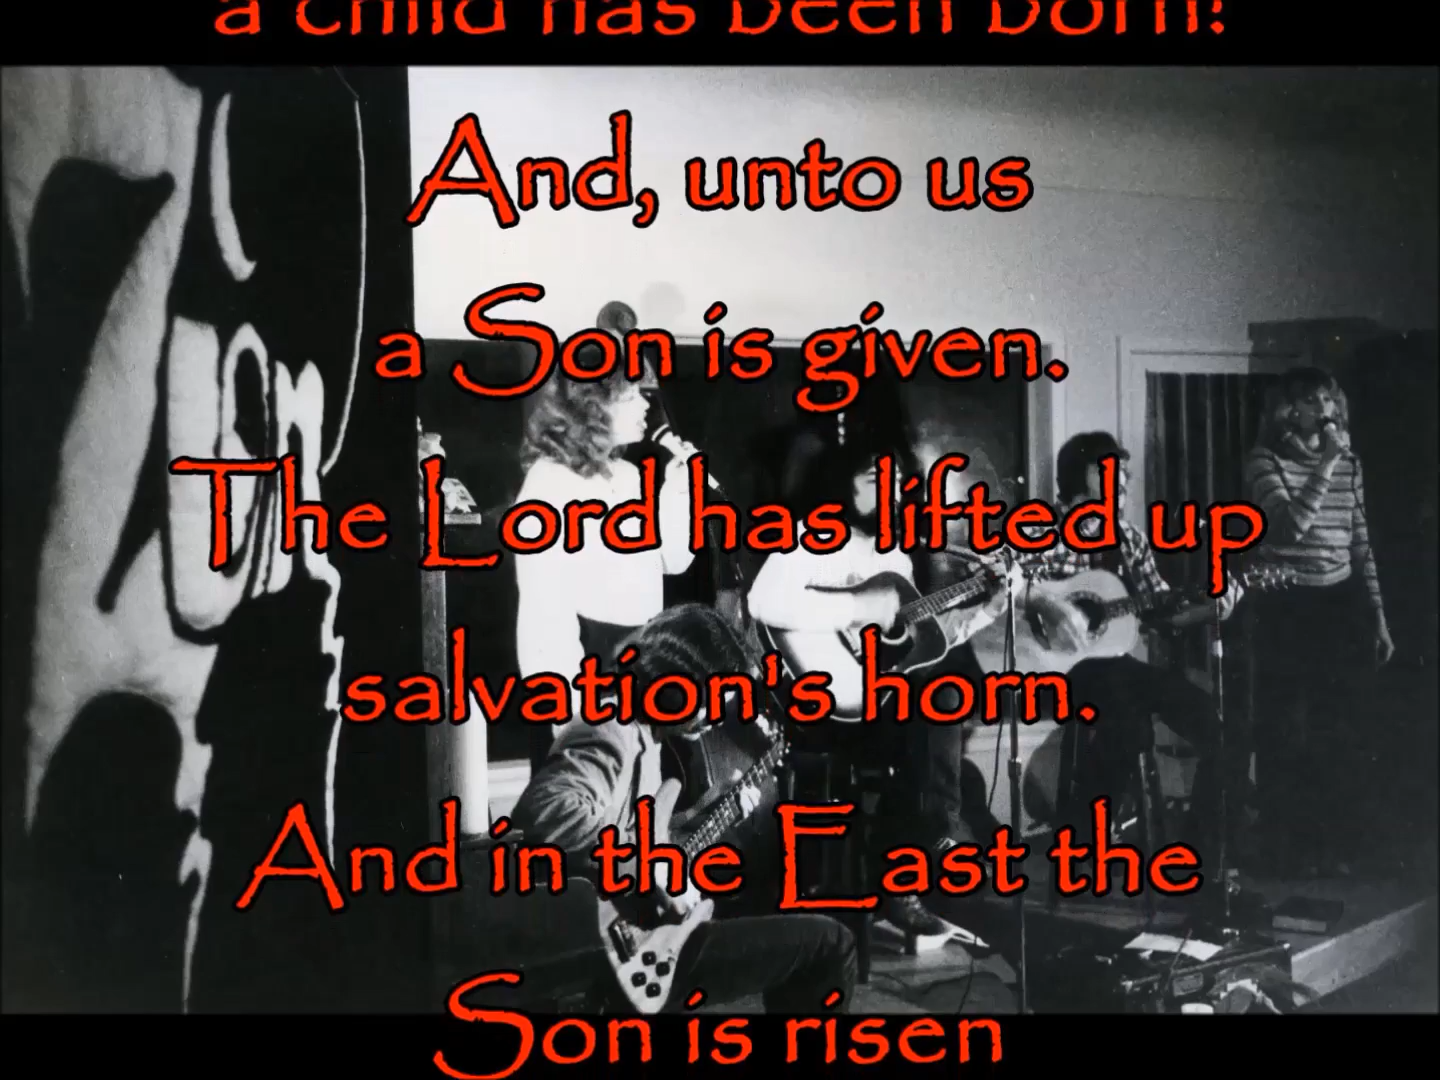 a child has been born!
And, unto us
a Son is given.
The Lord has lifted up
salvation's horn.
And in the East the
Son is risen